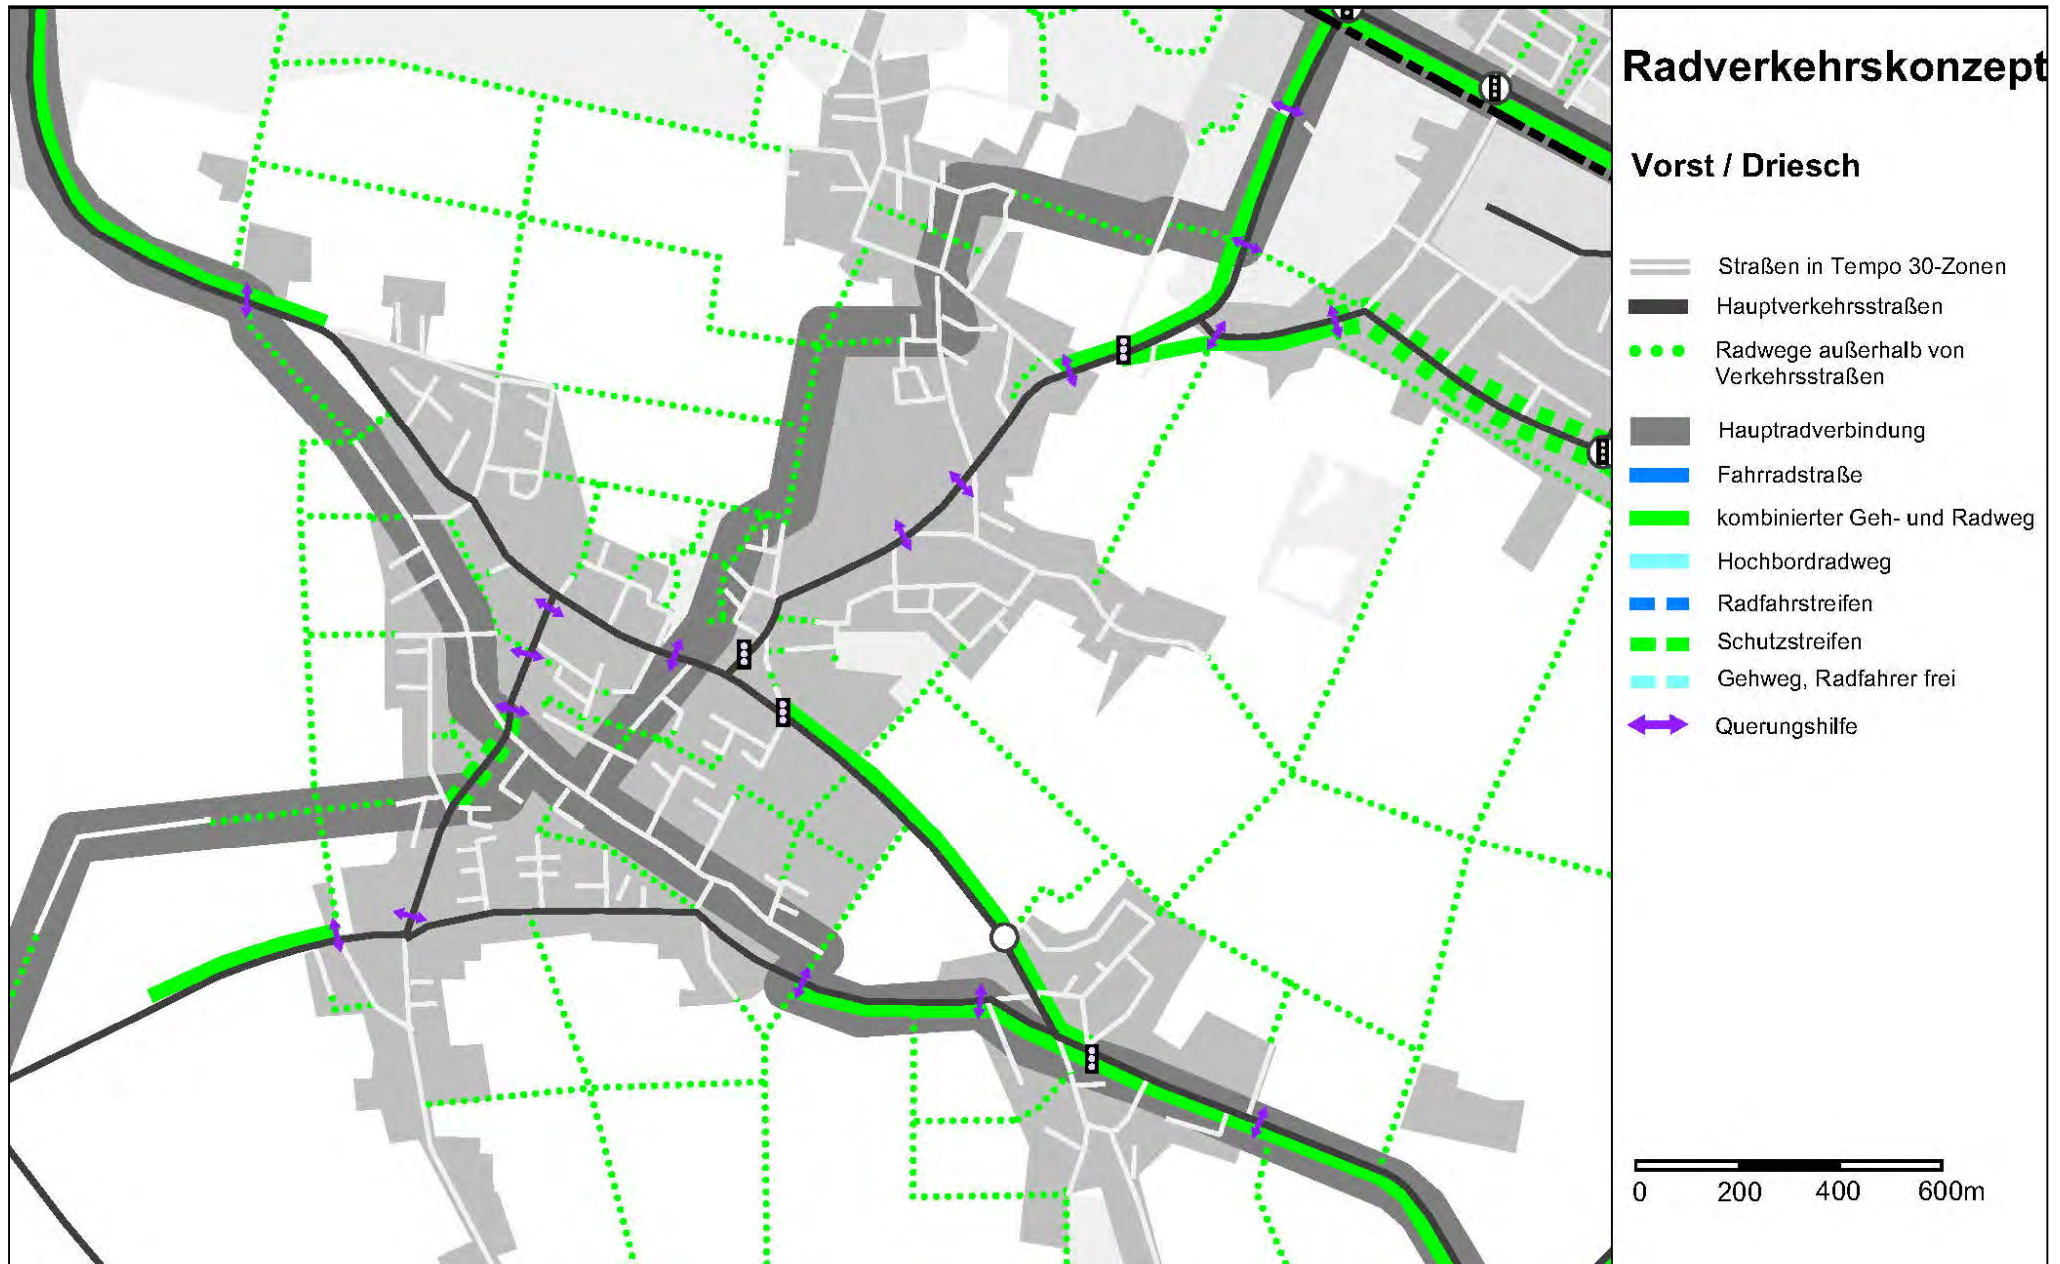 Radverkehrskonzept
Vorst / Driesch
Straßen in Tempo 30-Zonen
Hauptverkehrsstraßen
Radwege außerhalb von
Verkehrsstraßen
Hauptradverbindung
Fahrradstraße
kombinierter Geh- und Radweg
Hochbordradweg
Radfahrstreifen
Schutzstreifen
Gehweg, Radfahrer frei
Querungshilfe
0 200 400 600m